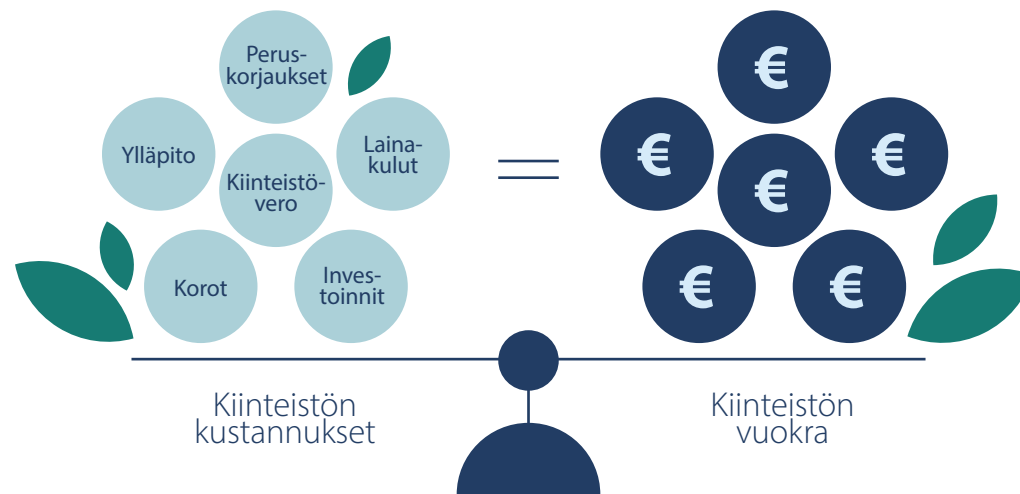 Perus-
korjaukset
Ylläpito
Laina-
kulut
Kiinteistö-
vero
Korot
Inves-
toinnit
=
€
€
€
€
€
€
Kiinteistön
kustannukset
Kiinteistön
vuokra